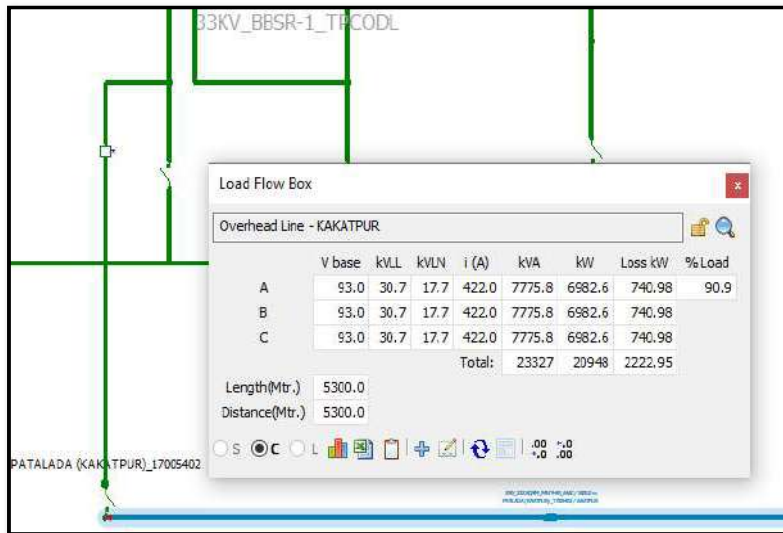 33KV_BBSR-1_TPCODL
Load Flow Box
x
Overhead Line - KAKATPUR
V base kVLL kVLN i (A) kVA kW Loss kW %Load
A 93.0 30.7 17.7 422.0 7775.8 6982.6 740.98 90.9
B 93.0 30.7 17.7 422.0 7775.8 6982.6 740.98
C 93.0 30.7 17.7 422.0 7775.8 6982.6 740.98
Total: 23327 20948 2222.95
Length(Mtr.) 5300.0
Distance(Mtr.) 5300.0
S C L
PATALADA (KAKATPUR)_17005402